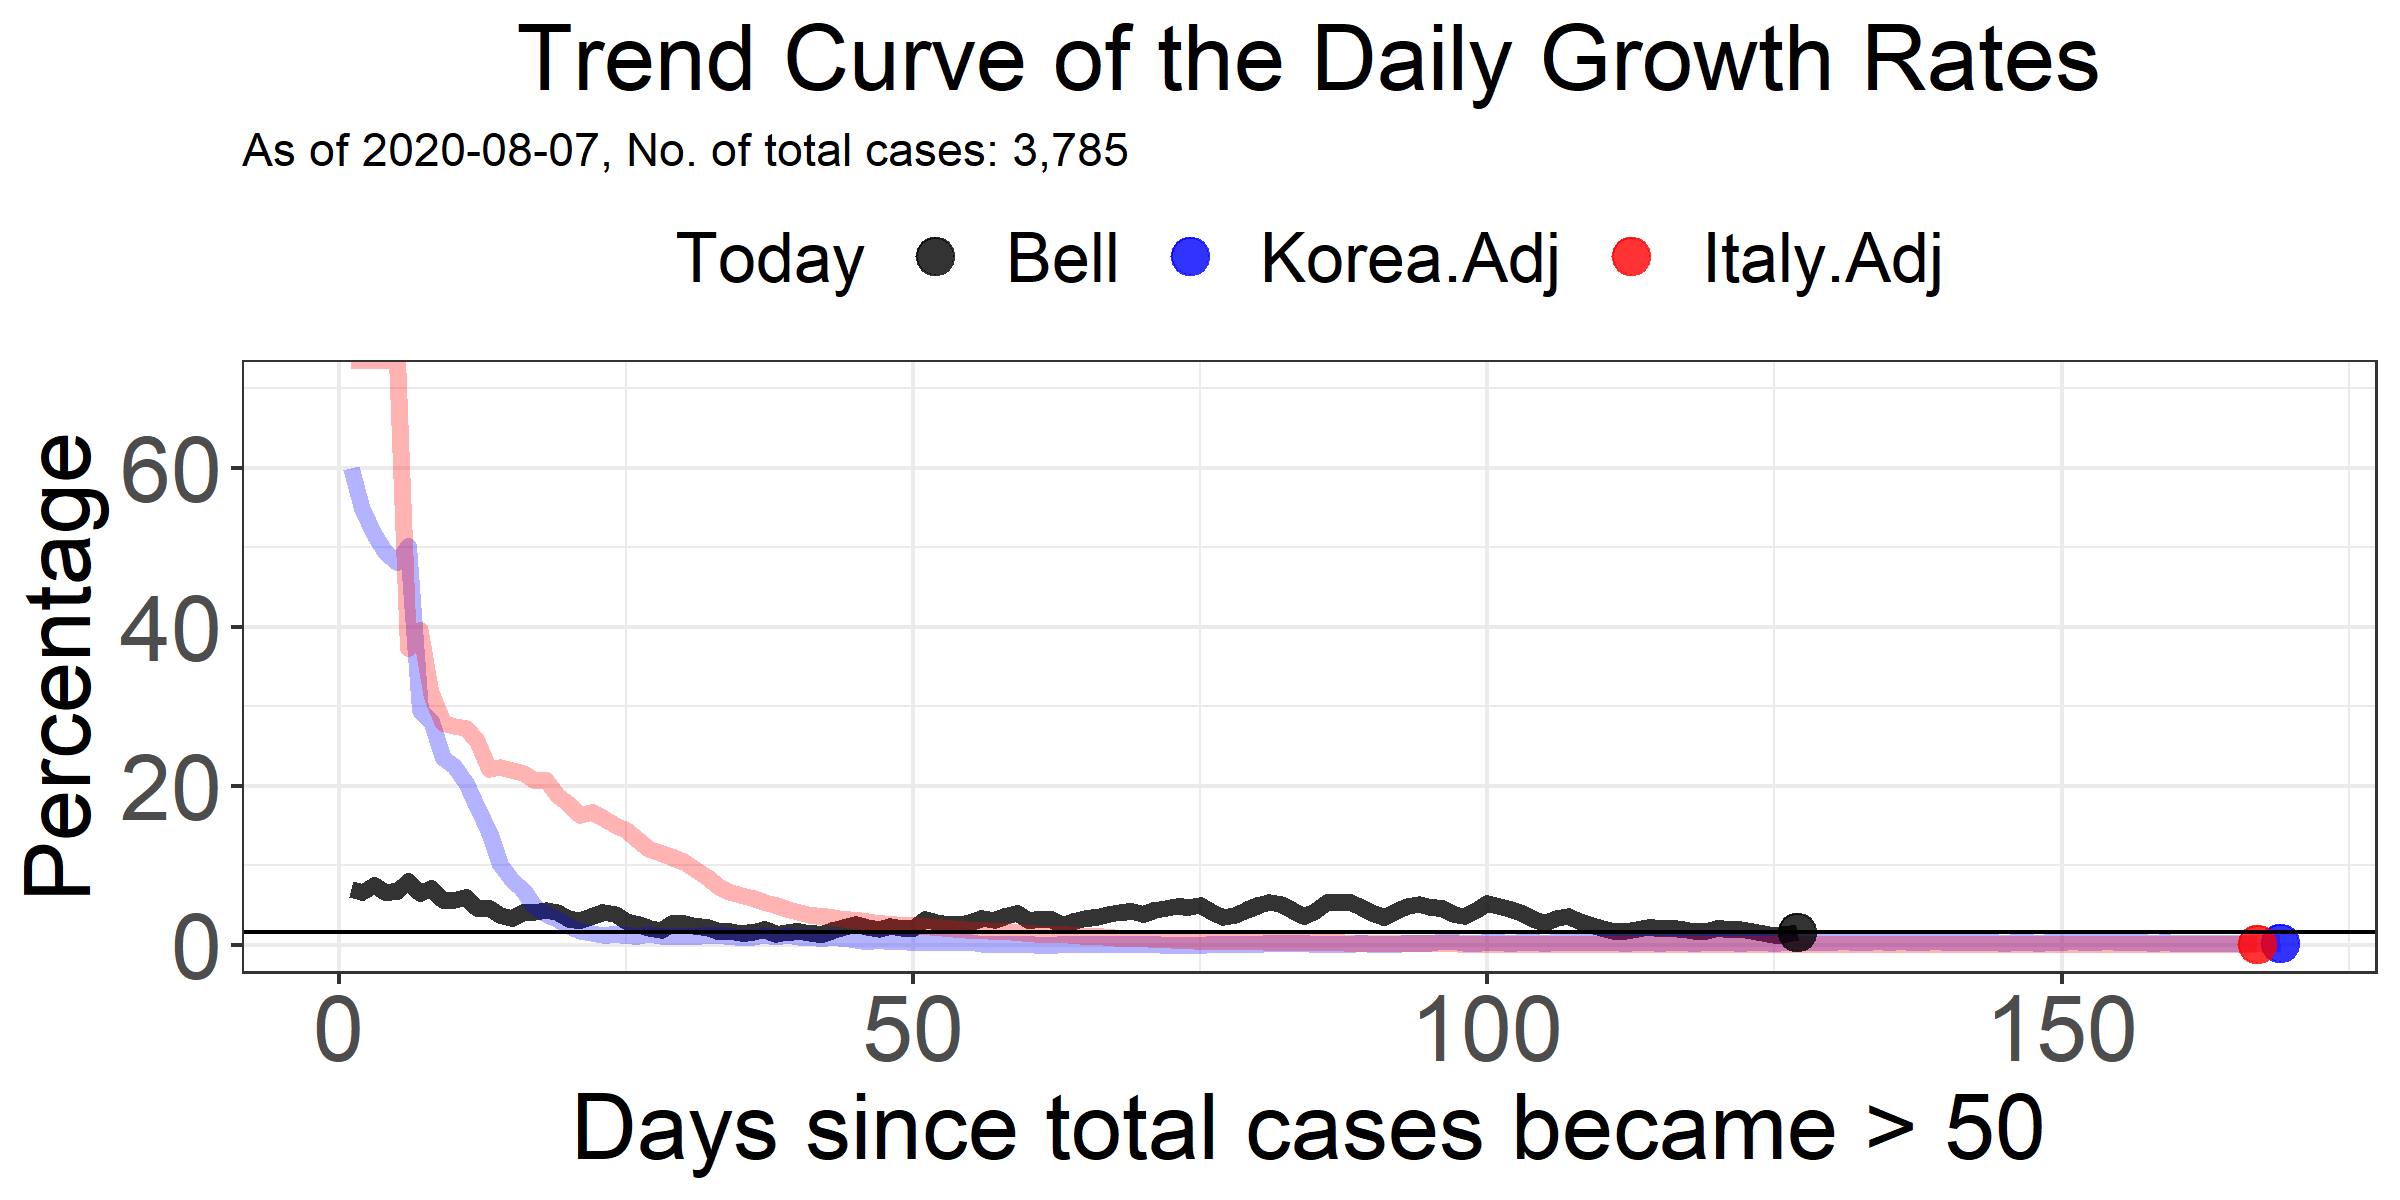 Trend Curve of the Daily Growth Rates
As of 2020-08-07, No. of total cases: 3,785
Today Bell Korea.Adj Italy.Adj
Percentage
60
40
20
0
0 50 100 150
Days since total cases became > 50